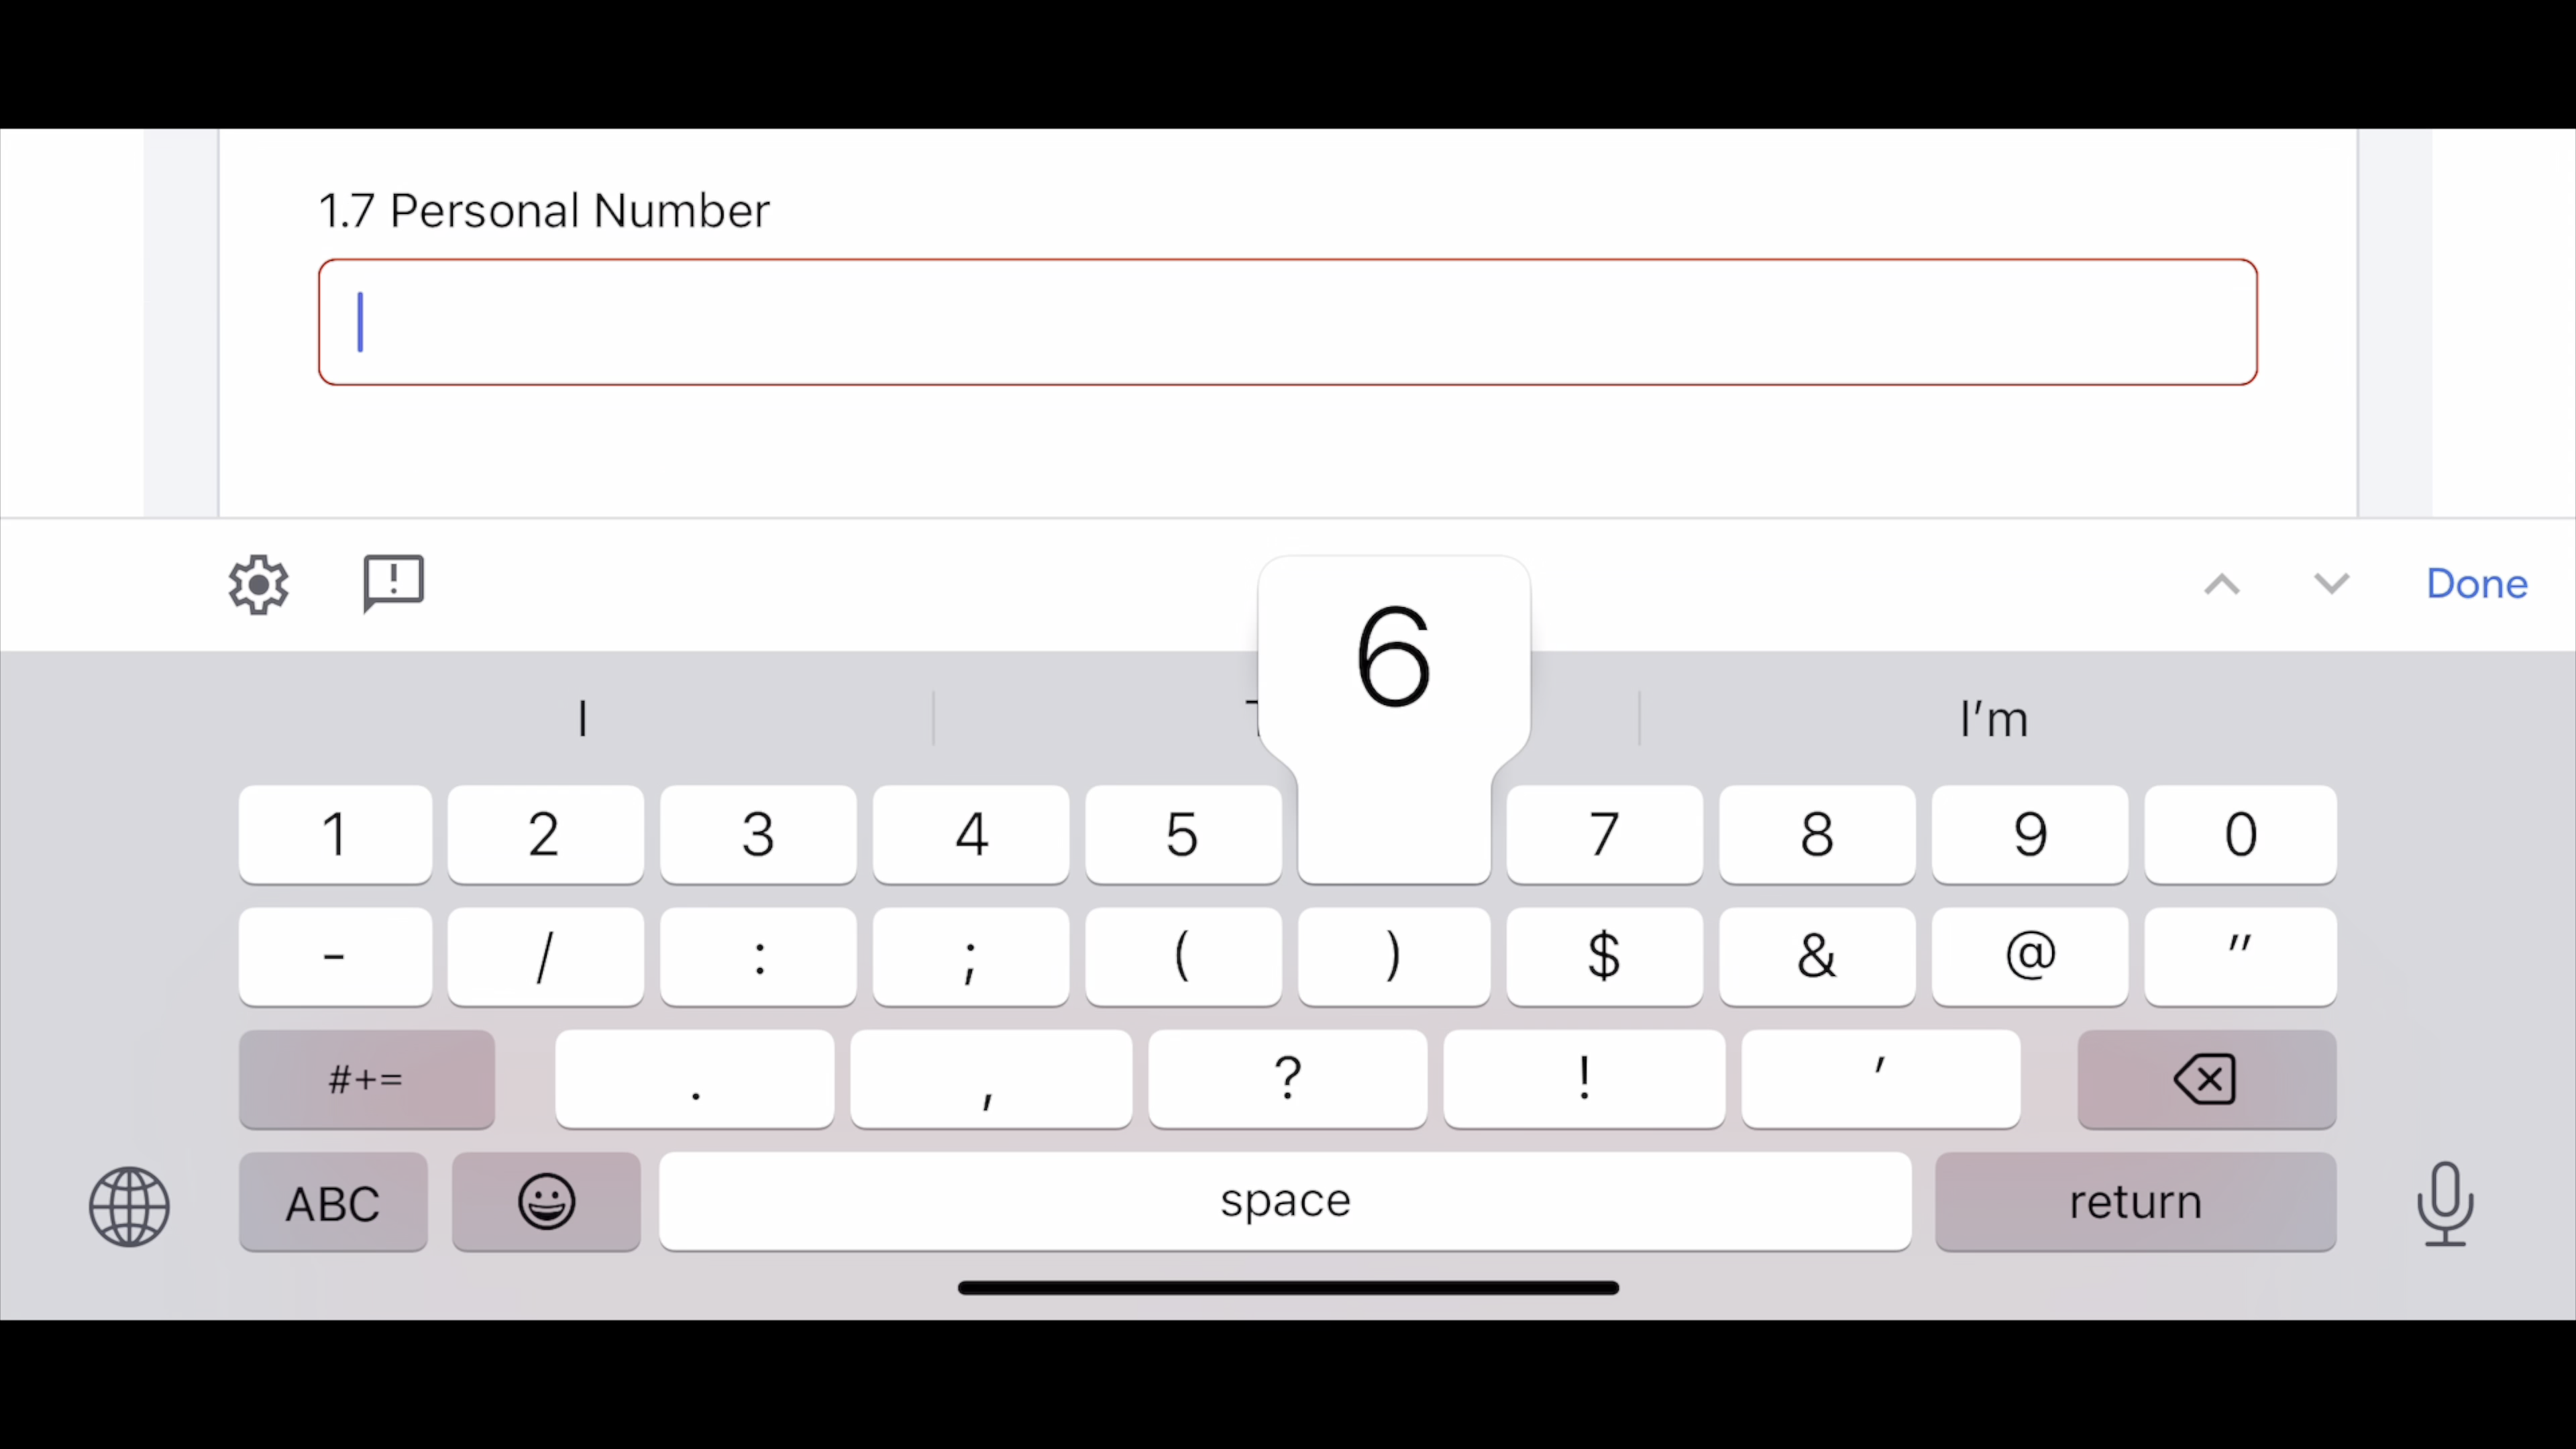 1.7 Personal Number
Done
6
I
I'm
1 2 3 4 5 7 8 9 0
- / : ; ( ) $ & @ "
#+= . , ? ! '
ABC space return